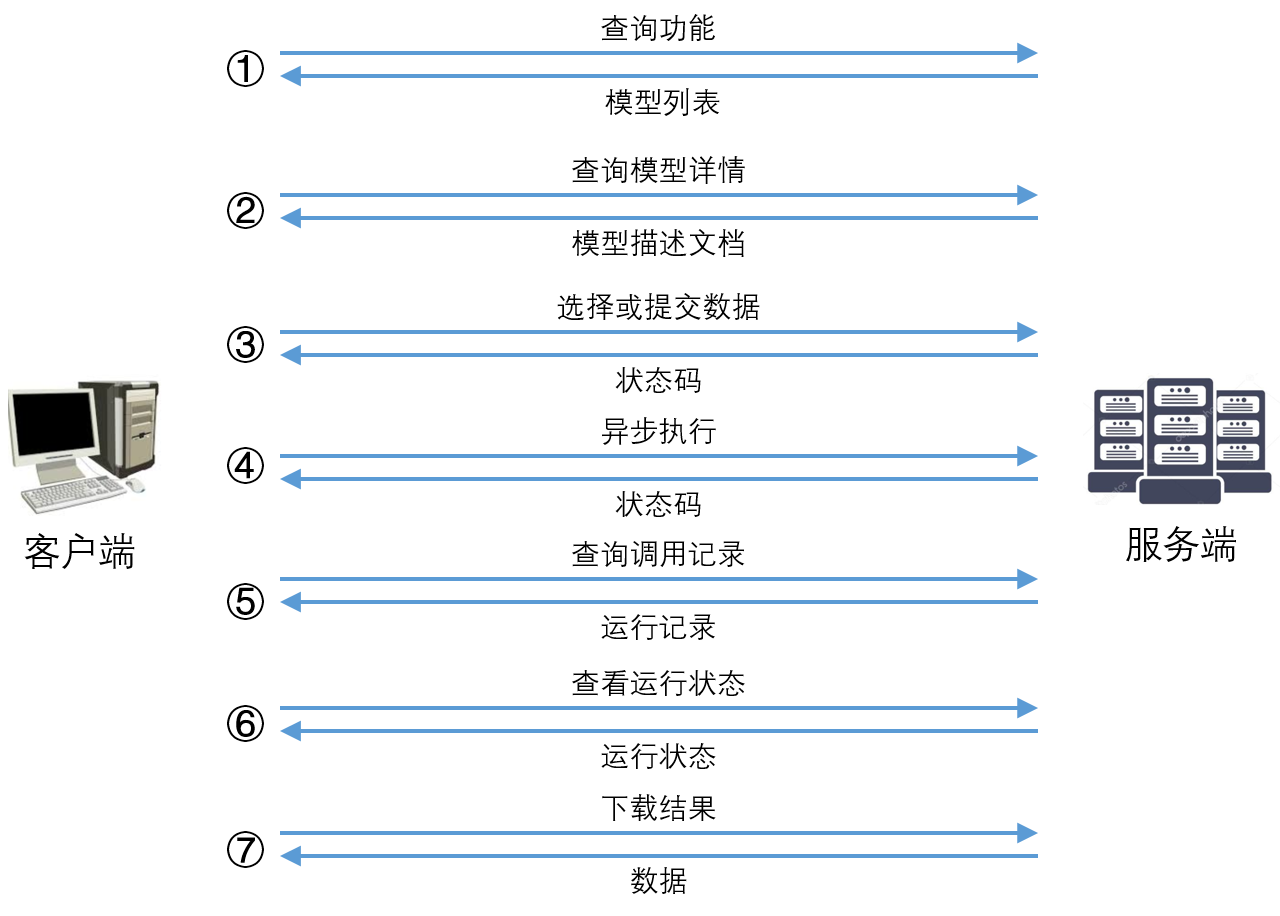 查询功能
①
模型列表
查询模型详情
②
模型描述文档
选择或提交数据
③
状态码
异步执行
④
状态码
客户端
服务端
查询调用记录
⑤
运行记录
查看运行状态
⑥
运行状态
下载结果
⑦
数据